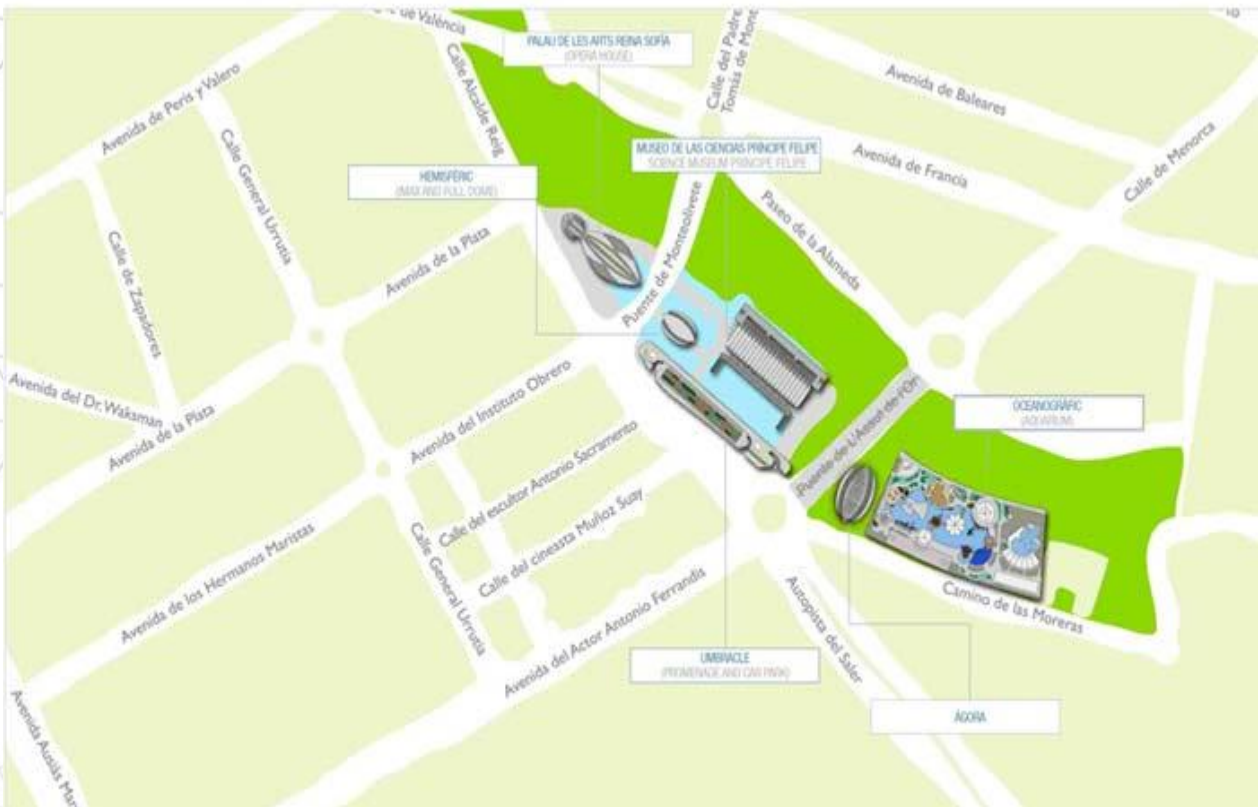 de València
PALAU DE LES ARTS REINA SOFÍA
(OPERA HOUSE)
Calle del Padre
Tomás de Mont
Avenida de Baleares
Avenida de Peris y Valero
Calle Alcalde Reig
MUSEO DE LAS CIENCIAS PRÍNCIPE FELIPE
SCIENCE MUSEUM PRÍNCIPE FELIPE
Avenida de Francia
Calle de Menorca
Calle General Urrutia
HEMISFÈRIC
(IMAX AND FULL DOME)
Paseo de la Alameda
Calle de Zapadores
Avenida de la Plata
Puente de Monteolivete
Avenida del Dr. Waksman
Avenida de la Plata
Avenida del Instituto Obrero
Puente-de-L'Assut-de-l'Or
OCEANOGRÀFIC
(AQUARIUM)
Calle del escultor Antonio Sacramento
Calle del cineasta Muñoz Suay
Avenida de los Hermanos Maristas
Calle General Urrutia
Avenida del Actor Antonio Ferrandis
Autopista del Saler
Camino de las Moreras
UMBRACLE
(PROMENADE AND CAR PARK)
ÀGORA
Avenida Ausiás Mar